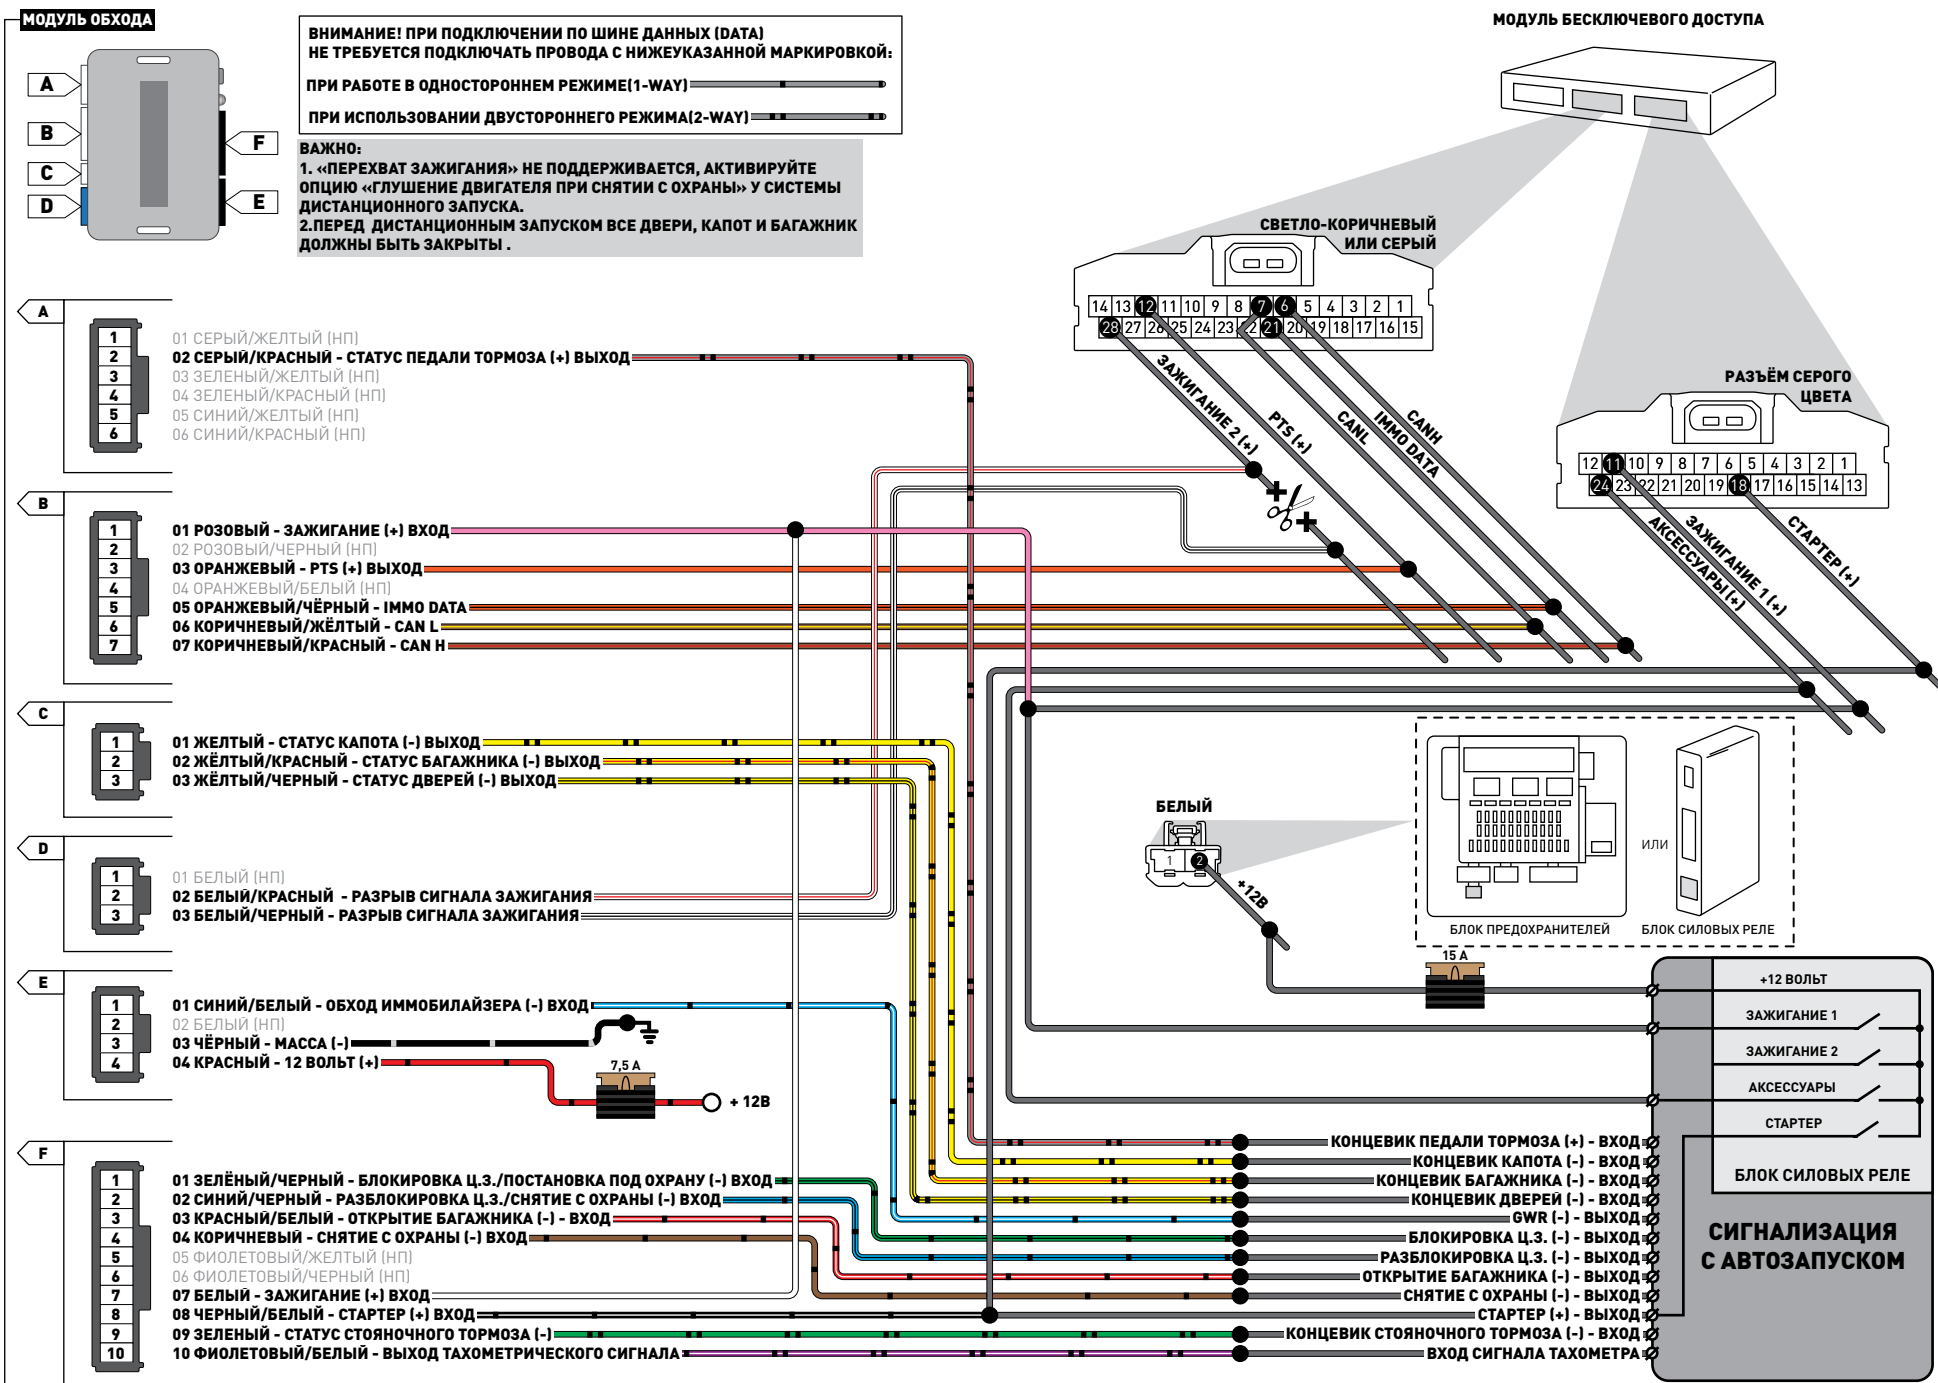 МОДУЛЬ ОБХОДА
A
B
C
D
F
E
ВНИМАНИЕ! ПРИ ПОДКЛЮЧЕНИИ ПО ШИНЕ ДАННЫХ (DATA)
НЕ ТРЕБУЕТСЯ ПОДКЛЮЧАТЬ ПРОВОДА С НИЖЕУКАЗАННОЙ МАРКИРОВКОЙ:
ПРИ РАБОТЕ В ОДНОСТОРОННЕМ РЕЖИМЕ(1-WAY)
ПРИ ИСПОЛЬЗОВАНИИ ДВУСТОРОННЕГО РЕЖИМА(2-WAY)
ВАЖНО:
1. «ПЕРЕХВАТ ЗАЖИГАНИЯ» НЕ ПОДДЕРЖИВАЕТСЯ, АКТИВИРУЙТЕ
ОПЦИЮ «ГЛУШЕНИЕ ДВИГАТЕЛЯ ПРИ СНЯТИИ С ОХРАНЫ» У СИСТЕМЫ
ДИСТАНЦИОННОГО ЗАПУСКА.
2.ПЕРЕД ДИСТАНЦИОННЫМ ЗАПУСКОМ ВСЕ ДВЕРИ, КАПОТ И БАГАЖНИК
ДОЛЖНЫ БЫТЬ ЗАКРЫТЫ .
МОДУЛЬ БЕСКЛЮЧЕВОГО ДОСТУПА
СВЕТЛО-КОРИЧНЕВЫЙ
ИЛИ СЕРЫЙ
14 13 12 11 10 9 8 7 6 5 4 3 2 1
28 27 26 25 24 23 22 21 20 19 18 17 16 15
ЗАЖИГАНИЕ 2 (+)
PTS (+)
CANL
IMMO DATA
CANH
РАЗЪЁМ СЕРОГО
ЦВЕТА
12 11 10 9 8 7 6 5 4 3 2 1
24 23 22 21 20 19 18 17 16 15 14 13
АКСЕССУАРЫ (+)
ЗАЖИГАНИЕ 1 (+)
СТАРТЕР (+)
A
1 01 СЕРЫЙ/ЖЕЛТЫЙ (НП)
2 02 СЕРЫЙ/КРАСНЫЙ - СТАТУС ПЕДАЛИ ТОРМОЗА (+) ВЫХОД
3 03 ЗЕЛЕНЫЙ/ЖЕЛТЫЙ (НП)
4 04 ЗЕЛЕНЫЙ/КРАСНЫЙ (НП)
5 05 СИНИЙ/ЖЕЛТЫЙ (НП)
6 06 СИНИЙ/КРАСНЫЙ (НП)
B
1 01 РОЗОВЫЙ - ЗАЖИГАНИЕ (+) ВХОД
2 02 РОЗОВЫЙ/ЧЕРНЫЙ (НП)
3 03 ОРАНЖЕВЫЙ - PTS (+) ВЫХОД
4 04 ОРАНЖЕВЫЙ/БЕЛЫЙ (НП)
5 05 ОРАНЖЕВЫЙ/ЧЁРНЫЙ - IMMO DATA
6 06 КОРИЧНЕВЫЙ/ЖЁЛТЫЙ - CAN L
7 07 КОРИЧНЕВЫЙ/КРАСНЫЙ - CAN H
C
1 01 ЖЕЛТЫЙ - СТАТУС КАПОТА (-) ВЫХОД
2 02 ЖЁЛТЫЙ/КРАСНЫЙ - СТАТУС БАГАЖНИКА (-) ВЫХОД
3 03 ЖЁЛТЫЙ/ЧЕРНЫЙ - СТАТУС ДВЕРЕЙ (-) ВЫХОД
D
1 01 БЕЛЫЙ (НП)
2 02 БЕЛЫЙ/КРАСНЫЙ - РАЗРЫВ СИГНАЛА ЗАЖИГАНИЯ
3 03 БЕЛЫЙ/ЧЕРНЫЙ - РАЗРЫВ СИГНАЛА ЗАЖИГАНИЯ
E
1 01 СИНИЙ/БЕЛЫЙ - ОБХОД ИММОБИЛАЙЗЕРА (-) ВХОД
2 02 БЕЛЫЙ (НП)
3 03 ЧЁРНЫЙ - МАССА (-)
4 04 КРАСНЫЙ - 12 ВОЛЬТ (+)
7,5 А
+ 12В
F
1 01 ЗЕЛЁНЫЙ/ЧЕРНЫЙ - БЛОКИРОВКА Ц.З./ПОСТАНОВКА ПОД ОХРАНУ (-) ВХОД
2 02 СИНИЙ/ЧЕРНЫЙ - РАЗБЛОКИРОВКА Ц.З./СНЯТИЕ С ОХРАНЫ (-) ВХОД
3 03 КРАСНЫЙ/БЕЛЫЙ - ОТКРЫТИЕ БАГАЖНИКА (-) - ВХОД
4 04 КОРИЧНЕВЫЙ - СНЯТИЕ С ОХРАНЫ (-) ВХОД
5 05 ФИОЛЕТОВЫЙ/ЖЕЛТЫЙ (НП)
6 06 ФИОЛЕТОВЫЙ/ЧЕРНЫЙ (НП)
7 07 БЕЛЫЙ - ЗАЖИГАНИЕ (+) ВХОД
8 08 ЧЕРНЫЙ/БЕЛЫЙ - СТАРТЕР (+) ВХОД
9 09 ЗЕЛЕНЫЙ - СТАТУС СТОЯНОЧНОГО ТОРМОЗА (-)
10 10 ФИОЛЕТОВЫЙ/БЕЛЫЙ - ВЫХОД ТАХОМЕТРИЧЕСКОГО СИГНАЛА
БЕЛЫЙ
1 2
+12В
ИЛИ
БЛОК ПРЕДОХРАНИТЕЛЕЙ
БЛОК СИЛОВЫХ РЕЛЕ
15 А
+12 ВОЛЬТ
ЗАЖИГАНИЕ 1
ЗАЖИГАНИЕ 2
АКСЕССУАРЫ
СТАРТЕР
БЛОК СИЛОВЫХ РЕЛЕ
СИГНАЛИЗАЦИЯ
С АВТОЗАПУСКОМ
КОНЦЕВИК ПЕДАЛИ ТОРМОЗА (+) - ВХОД
КОНЦЕВИК КАПОТА (-) - ВХОД
КОНЦЕВИК БАГАЖНИКА (-) - ВХОД
КОНЦЕВИК ДВЕРЕЙ (-) - ВХОД
GWR (-) - ВЫХОД
БЛОКИРОВКА Ц.З. (-) - ВЫХОД
РАЗБЛОКИРОВКА Ц.З. (-) - ВЫХОД
ОТКРЫТИЕ БАГАЖНИКА (-) - ВЫХОД
СНЯТИЕ С ОХРАНЫ (-) - ВЫХОД
СТАРТЕР (+) - ВЫХОД
КОНЦЕВИК СТОЯНОЧНОГО ТОРМОЗА (-) - ВХОД
ВХОД СИГНАЛА ТАХОМЕТРА